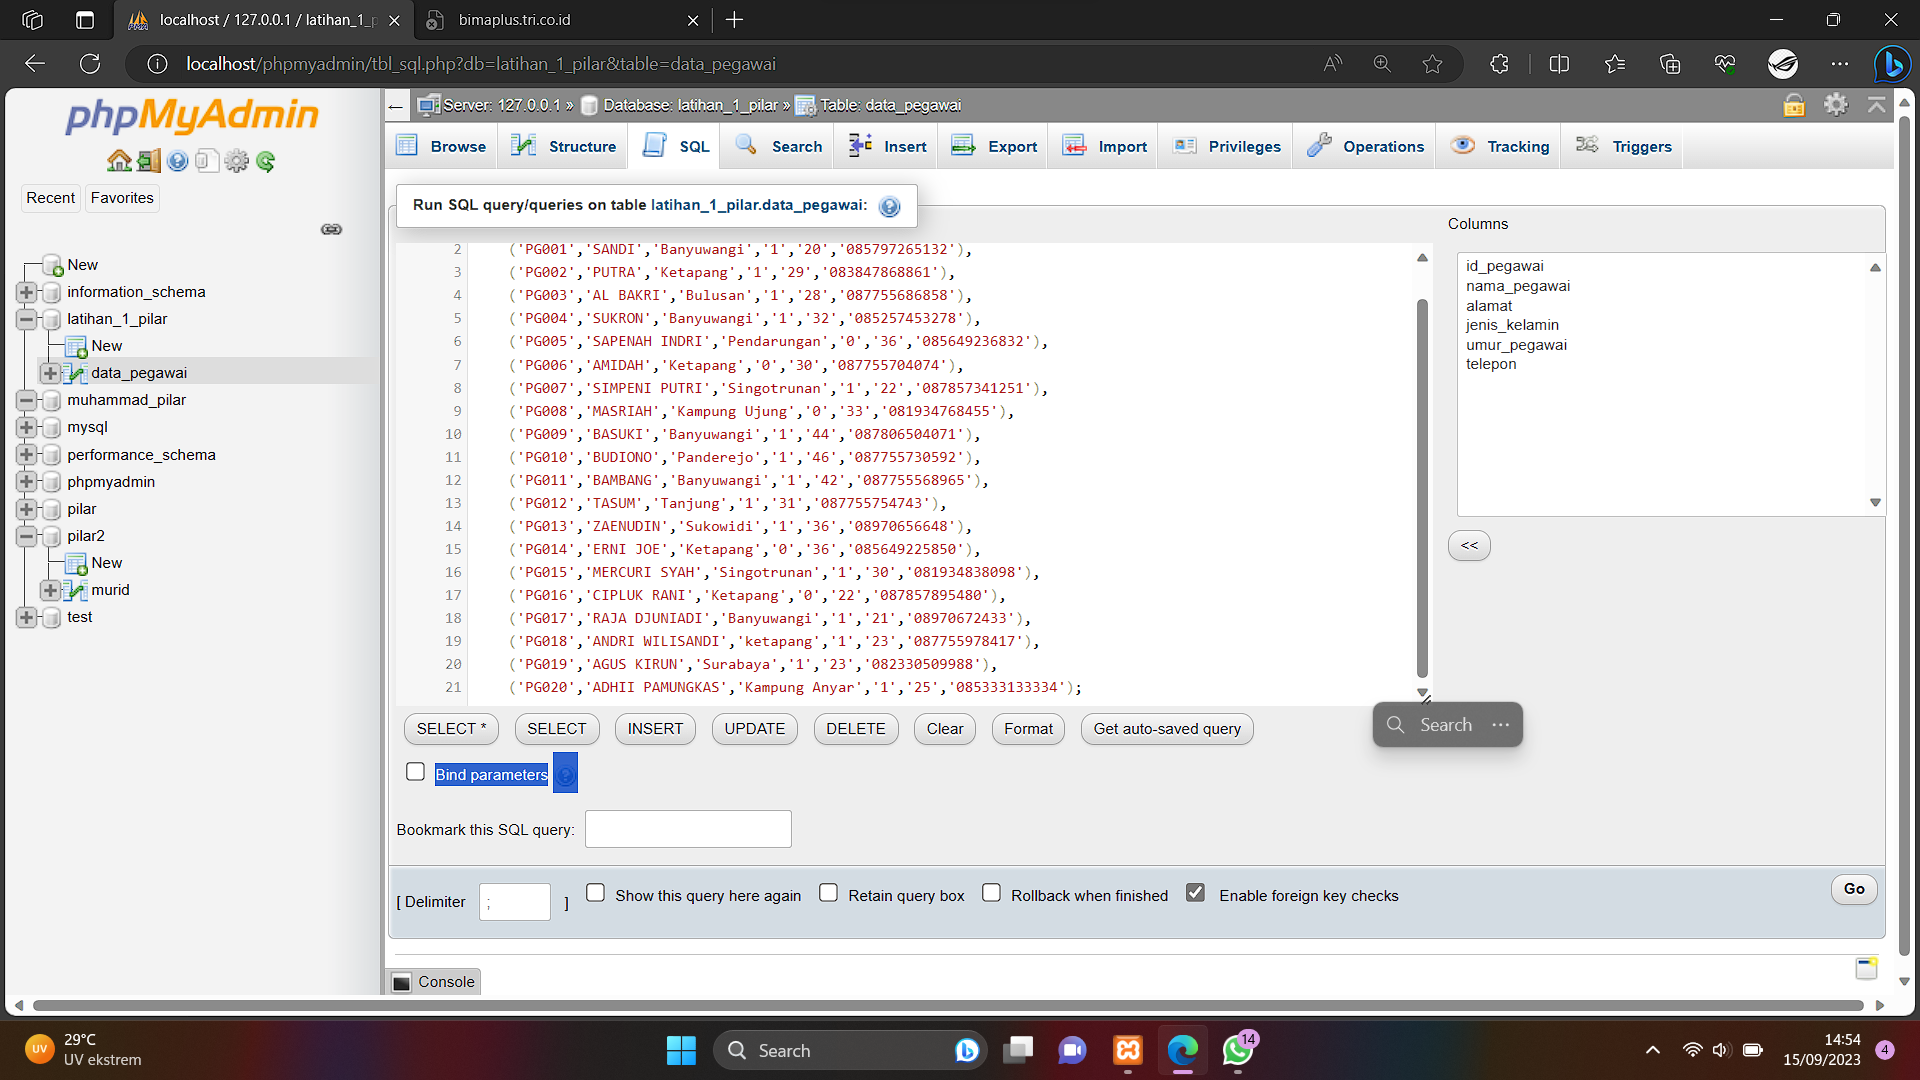 localhost / 127.0.0.1 / latihan_1_p
bimaplus.tri.co.id
localhost/phpmyadmin/tbl_sql.php?db=latihan_1_pilar&table=data_pegawai
phpMyAdmin
Recent
Favorites
New
information_schema
latihan_1_pilar
New
data_pegawai
muhammad_pilar
mysql
performance_schema
phpmyadmin
pilar
pilar2
New
murid
test
Server: 127.0.0.1 » Database: latihan_1_pilar » Table: data_pegawai
Browse
Structure
SQL
Search
Insert
Export
Import
Privileges
Operations
Tracking
Triggers
Run SQL query/queries on table latihan_1_pilar.data_pegawai:
2 ('PG001','SANDI','Banyuwangi','1','20','085797265132'),
3 ('PG002','PUTRA','Ketapang','1','29','083847868861'),
4 ('PG003','AL BAKRI','Bulusan','1','28','087755686858'),
5 ('PG004','SUKRON','Banyuwangi','1','32','085257453278'),
6 ('PG005','SAPENAH INDRI','Pendarungan','0','36','085649236832'),
7 ('PG006','AMIDAH','Ketapang','0','30','087755704074'),
8 ('PG007','SIMPENI PUTRI','Singotrunan','1','22','087857341251'),
9 ('PG008','MASRIAH','Kampung Ujung','0','33','081934768455'),
10 ('PG009','BASUKI','Banyuwangi','1','44','087806504071'),
11 ('PG010','BUDIONO','Panderejo','1','46','087755730592'),
12 ('PG011','BAMBANG','Banyuwangi','1','42','087755568965'),
13 ('PG012','TASUM','Tanjung','1','31','087755754743'),
14 ('PG013','ZAENUDIN','Sukowidi','1','36','08970656648'),
15 ('PG014','ERNI JOE','Ketapang','0','36','085649225850'),
16 ('PG015','MERCURI SYAH','Singotrunan','1','30','081934838098'),
17 ('PG016','CIPLUK RANI','Ketapang','0','22','087857895480'),
18 ('PG017','RAJA DJUNIADI','Banyuwangi','1','21','08970672433'),
19 ('PG018','ANDRI WILISANDI','ketapang','1','23','087755978417'),
20 ('PG019','AGUS KIRUN','Surabaya','1','23','082330509988'),
21 ('PG020','ADHII PAMUNGKAS','Kampung Anyar','1','25','085333133334');
Columns
id_pegawai
nama_pegawai
alamat
jenis_kelamin
umur_pegawai
telepon
<<
SELECT *
SELECT
INSERT
UPDATE
DELETE
Clear
Format
Get auto-saved query
Search
Bind parameters
Bookmark this SQL query:
[ Delimiter ; ]
Show this query here again
Retain query box
Rollback when finished
Enable foreign key checks
Go
Console
UV
29°C
UV ekstrem
Search
14
14:54
15/09/2023
4